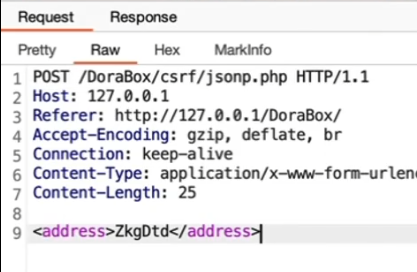 Request Response
Pretty Raw Hex MarkInfo
1 POST /DoraBox/csrf/jsonp.php HTTP/1.1
2 Host: 127.0.0.1
3 Referer: http://127.0.0.1/DoraBox/
4 Accept-Encoding: gzip, deflate, br
5 Connection: keep-alive
6 Content-Type: application/x-www-form-urlen
7 Content-Length: 25
8
9 <address>ZkgDtd</address>